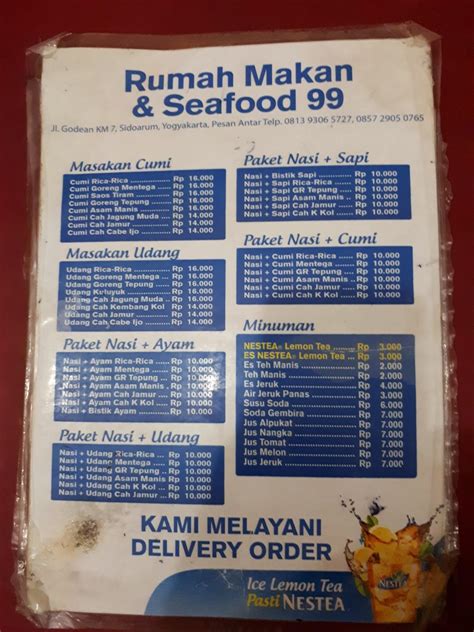 Rumah Makan
& Seafood 99
Jl. Godean KM 7, Sidoarum, Yogyakarta, Pesan Antar Telp. 0813 9306 5727, 0857 2905 0765
Masakan Cumi
Cumi Rica-Rica ............... Rp 16.000
Cumi Goreng Mentega ...... Rp 16.000
Cumi Saos Tiram .............. Rp 16.000
Cumi Goreng Tepung ........ Rp 16.000
Cumi Asam Manis ............. Rp 16.000
Cumi Cah Jagung Muda ... Rp 14.000
Cumi Cah Jamur .............. Rp 14.000
Cumi Cah Cabe Ijo ............ Rp 14.000
Masakan Udang
Udang Rica-Rica .............. Rp 16.000
Udang Goreng Mentega ... Rp 16.000
Udang Goreng Tepung ..... Rp 16.000
Udang ................ Rp 16.000
Udang Cah Jagung Muda .. Rp 14.000
Udang Cah Kembang Kol .. Rp 14.000
Udang Cah Jamur ............. Rp 14.000
Udang Cah Cabe Ijo .......... Rp 14.000
Paket Nasi + Ayam
Nasi + Ayam Rica-Rica ...... Rp 10.000
Nasi + Ayam Mentega ....... Rp 10.000
Nasi + Ayam GR Tepung .... Rp 10.000
Nasi + Ayam Asam Manis .. Rp 10.000
Nasi + Ayam Cah Jamur .... Rp 10.000
Nasi + Ayam Cah K Kol ..... Rp 10.000
Nasi + Bistik Ayam ........... Rp 10.000
Paket Nasi + Udang
Nasi + Udang Rica-Rica ..... Rp 10.000
Nasi + Udang Mentega ...... Rp 10.000
Nasi + Udang GR Tepung .. Rp 10.000
Nasi + Udang Asam Manis Rp 10.000
Nasi + Udang Cah K Kol ... Rp 10.000
Nasi + Udang Cah Jamur .. Rp 10.000
Paket Nasi + Sapi
Nasi + Bistik Sapi ............. Rp 10.000
Nasi + Sapi Rica-Rica ........ Rp 10.000
Nasi + Sapi GR Tepung ...... Rp 10.000
Nasi + Sapi Asam Manis .. Rp 10.000
Nasi + Sapi Cah Jamur ..... Rp 10.000
Nasi + Sapi Cah K Kol ...... Rp 10.000
Paket Nasi + Cumi
Nasi + Cumi Rica-Rica ...... Rp 10.000
Nasi + Cumi Mentega ........ Rp 10.000
Nasi + Cumi GR Tepung .... Rp 10.000
Nasi + Cumi Asam Manis .. Rp 10.000
Nasi + Cumi Cah Jamur .... Rp 10.000
Nasi + Cumi Cah K Kol ...... Rp 10.000
Minuman
NESTEA® Lemon Tea ...... Rp 3.000
Es NESTEA® Lemon Tea ... Rp 3.000
Es Teh Manis .................. Rp 2.000
Teh Manis ...................... Rp 2.000
Es Jeruk ........................ Rp 4.000
Air Jeruk Panas .............. Rp 3.000
Susu Soda ..................... Rp 6.000
Soda Gembira ................ Rp 7.000
Jus Alpukat .................... Rp 7.000
Jus Nangka .................... Rp 7.000
Jus Tomat ...................... Rp 7.000
Jus Melon ...................... Rp 7.000
Jus Jeruk ....................... Rp 7.000
KAMI MELAYANI
DELIVERY ORDER
Ice Lemon Tea
Pasti NESTEA
NESTEA